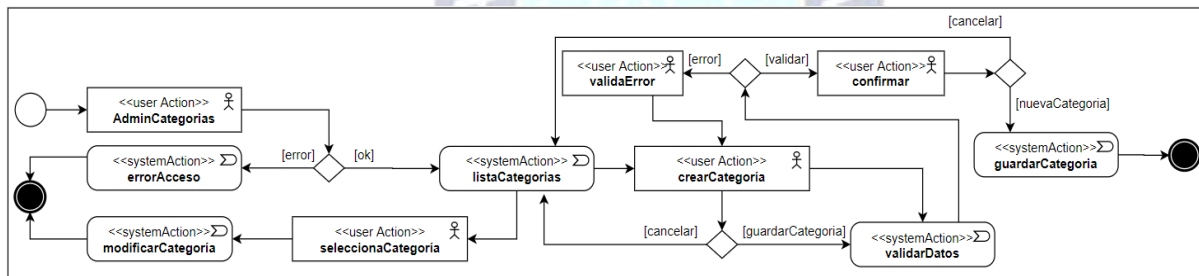 [cancelar]
<<user Action>>
validaError
[error]
[validar]
<<user Action>>
confirmar
[nuevaCategoria]
<<user Action>>
AdminCategorias
<<systemAction>>
guardarCategoria
<<systemAction>>
errorAcceso
[error]
[ok]
<<systemAction>>
listaCategorias
<<user Action>>
crearCategoría
<<systemAction>>
modificarCategoria
<<user Action>>
seleccionaCategoria
[cancelar]
[guardarCategoria]
<<systemAction>>
validarDatos